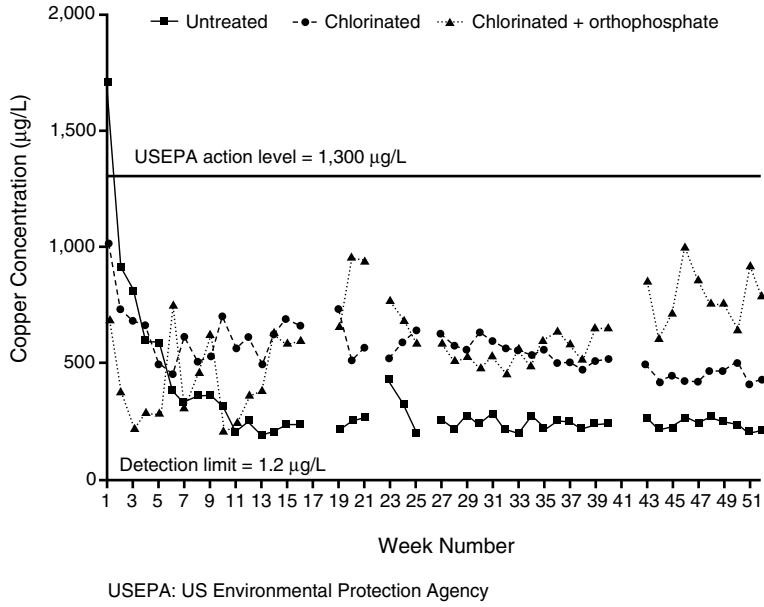 2,000
Untreated
Chlorinated
Chlorinated + orthophosphate
1,500
USEPA action level = 1,300 µg/L
1,000
500
0
Copper Concentration (µg/L)
Detection limit = 1.2 µg/L
1 3 5 7 9 11 13 15 17 19 21 23 25 27 29 31 33 35 37 39 41 43 45 47 49 51
Week Number
USEPA: US Environmental Protection Agency